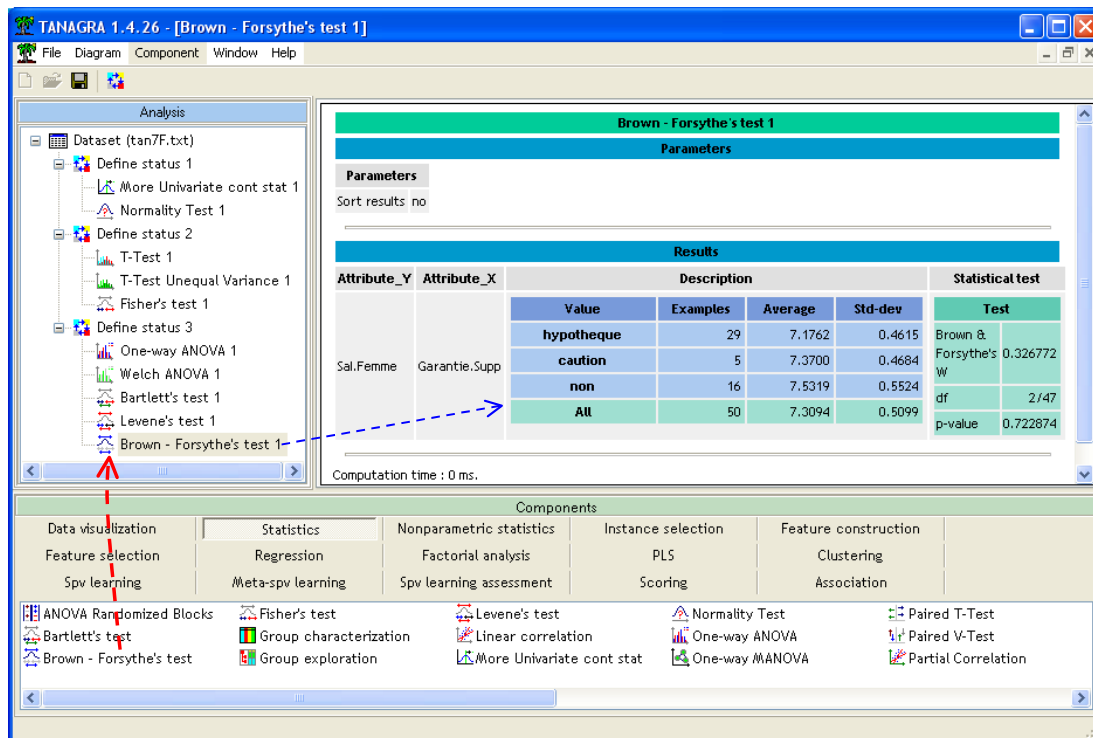 TANAGRA 1.4.26 - [Brown - Forsythe's test 1]
File Diagram Component Window Help
Analysis
Dataset (tan7F.txt)
Define status 1
More Univariate cont stat 1
Normality Test 1
Define status 2
T-Test 1
T-Test Unequal Variance 1
Fisher's test 1
Define status 3
One-way ANOVA 1
Welch ANOVA 1
Bartlett's test 1
Levene's test 1
Brown - Forsythe's test 1
Brown - Forsythe's test 1
Parameters
Parameters
Sort results no
Results
Attribute_Y Attribute_X Description Statistical test
Value Examples Average Std-dev
hypotheque 29 7.1762 0.4615
caution 5 7.3700 0.4684
non 16 7.5319 0.5524
All 50 7.3094 0.5099
Sal.Femme Garantie.Supp
Test
Brown &
Forsythe's 0.326772
W
df 2/47
p-value 0.722874
Computation time : 0 ms.
Components
Data visualization Statistics Nonparametric statistics Instance selection Feature construction
Feature selection Regression Factorial analysis PLS Clustering
Spv learning Meta-spv learning Spv learning assessment Scoring Association
ANOVA Randomized Blocks Fisher's test Levene's test Normality Test Paired T-Test
Bartlett's test Group characterization Linear correlation One-way ANOVA Paired V-Test
Brown - Forsythe's test Group exploration More Univariate cont stat One-way MANOVA Partial Correlation